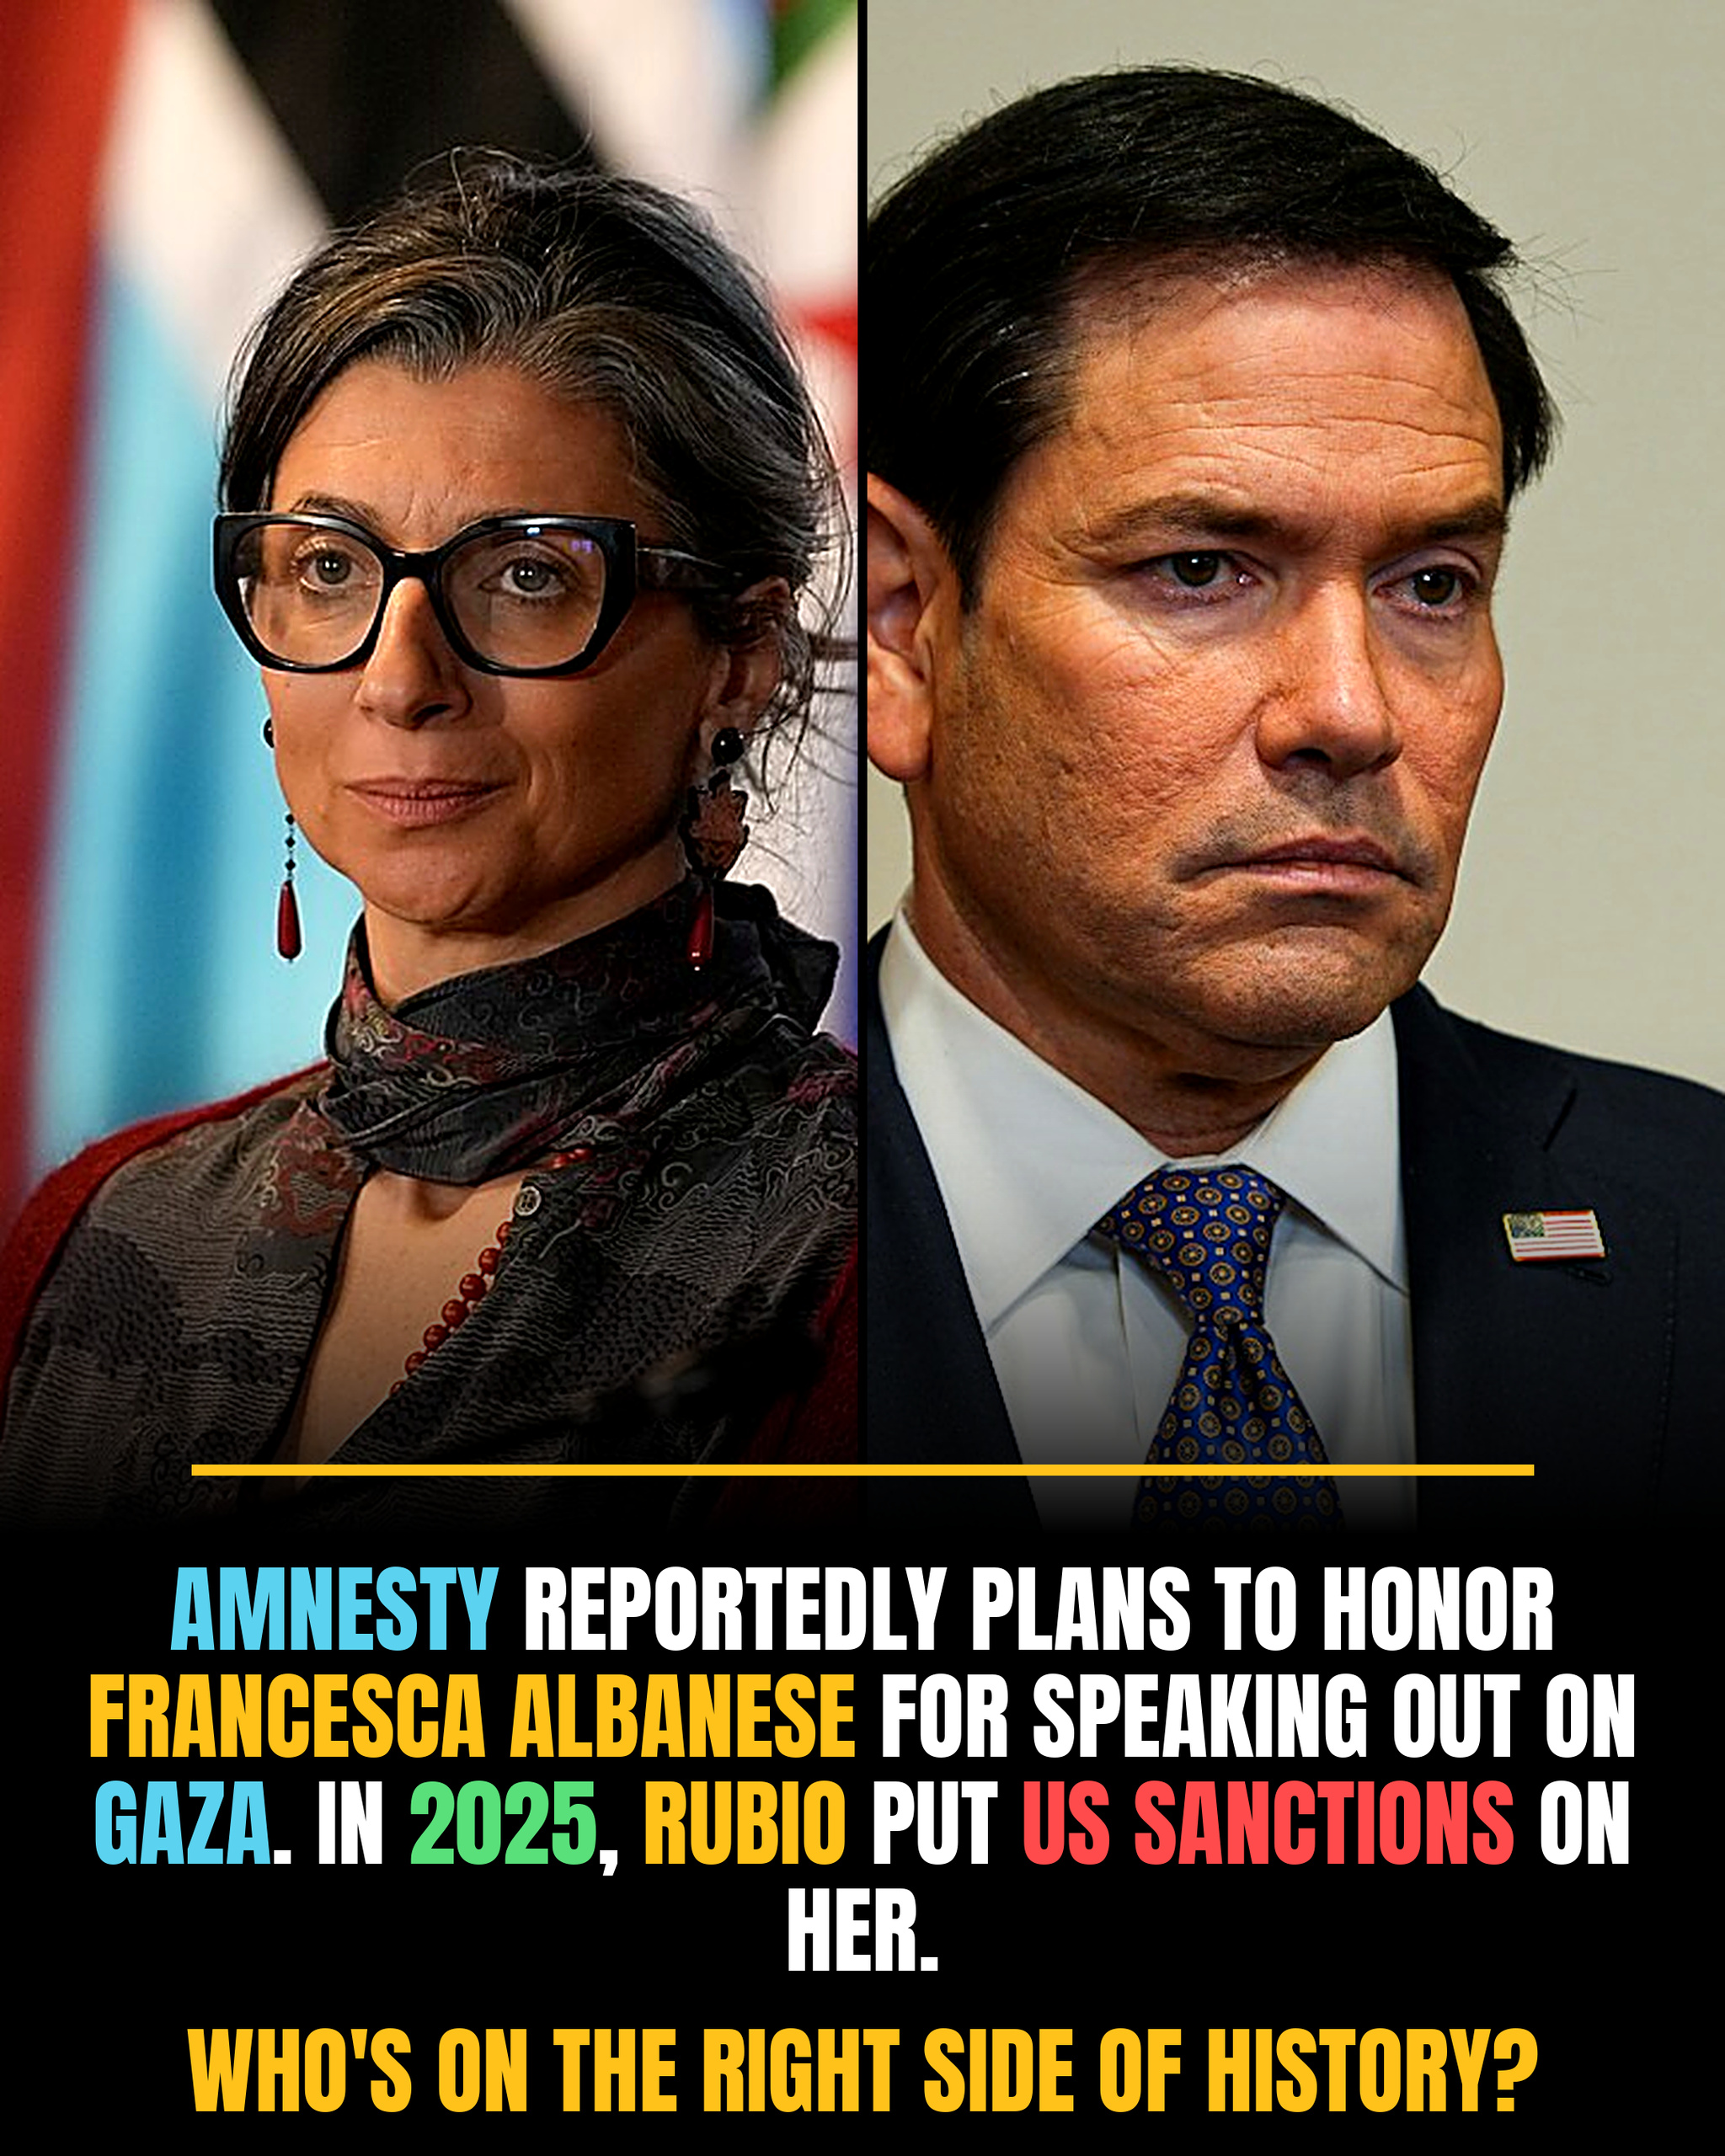 AMNESTY REPORTEDLY PLANS TO HONOR
FRANCESCA ALBANESE FOR SPEAKING OUT ON
GAZA. IN 2025, RUBIO PUT US SANCTIONS ON
HER.
WHO'S ON THE RIGHT SIDE OF HISTORY?